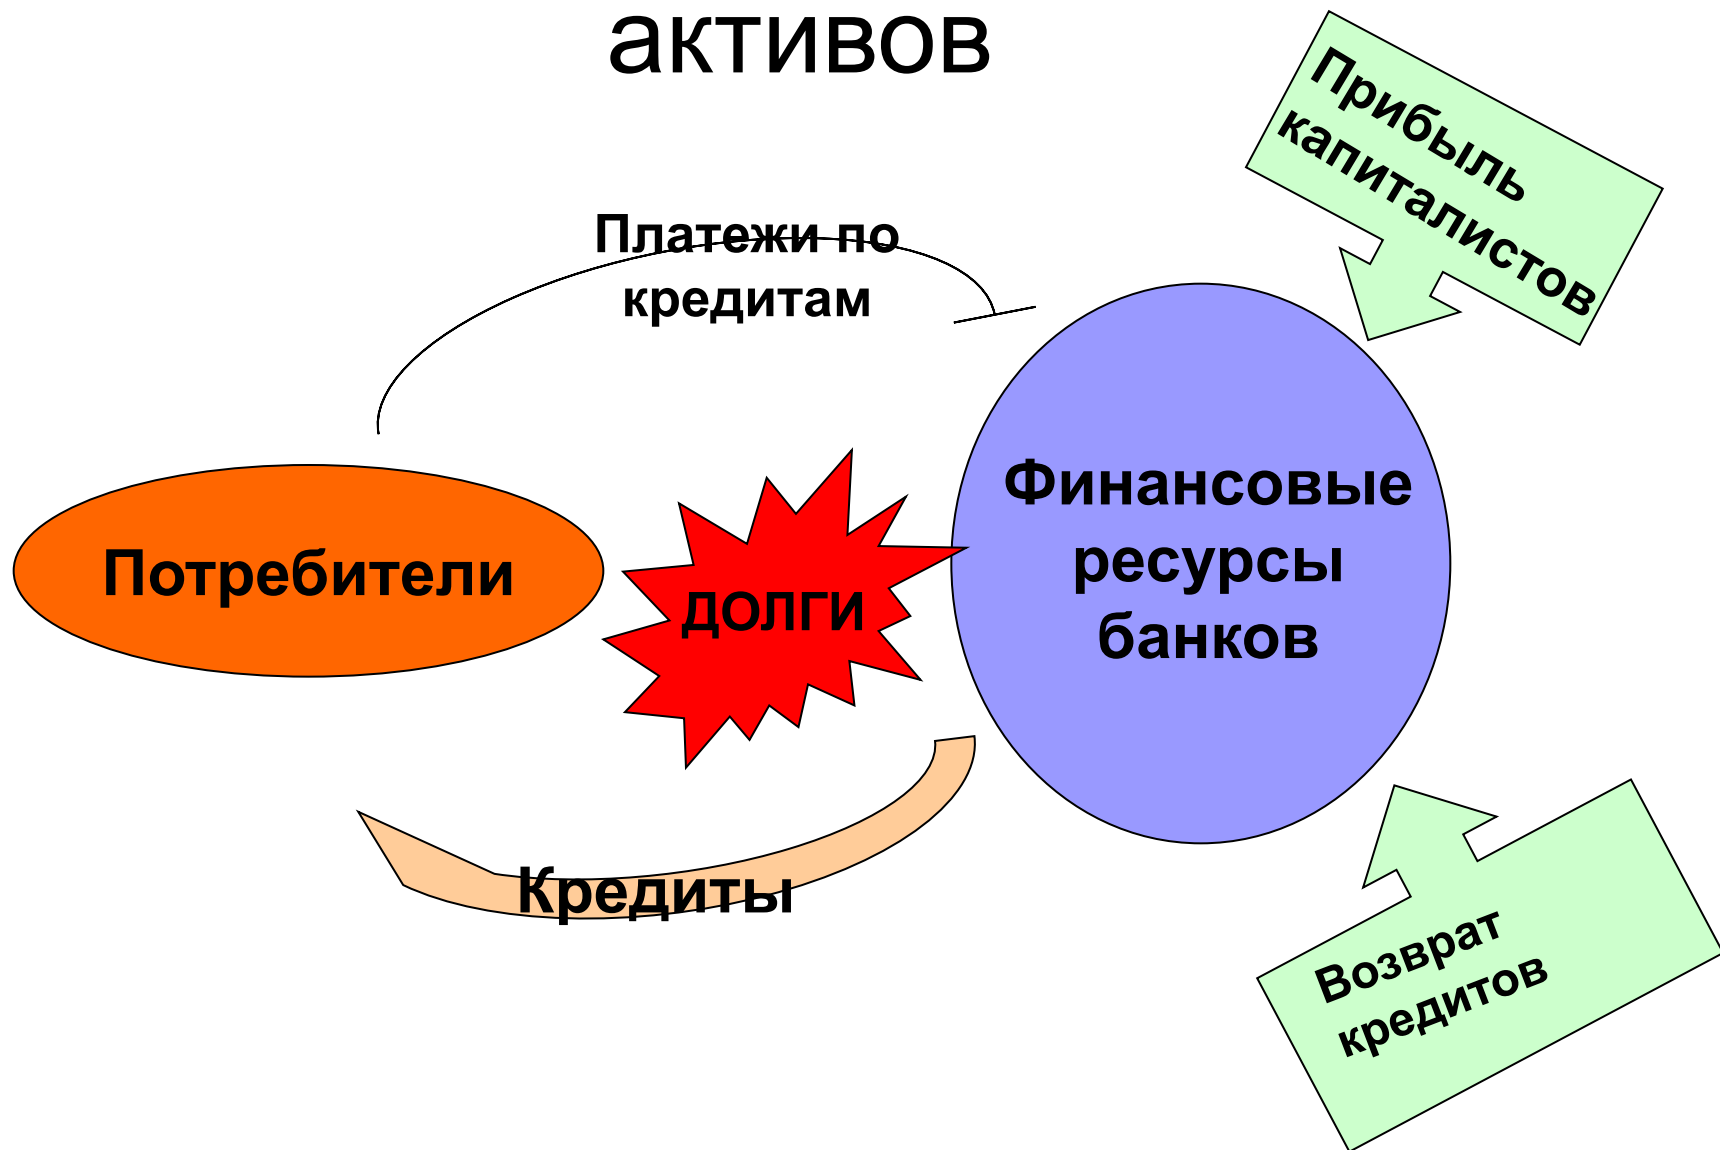 активов
Прибыль
капиталистов
Платежи по
кредитам
Финансовые
ресурсы
банков
Потребители
ДОЛГИ
Кредиты
Возврат
кредитов